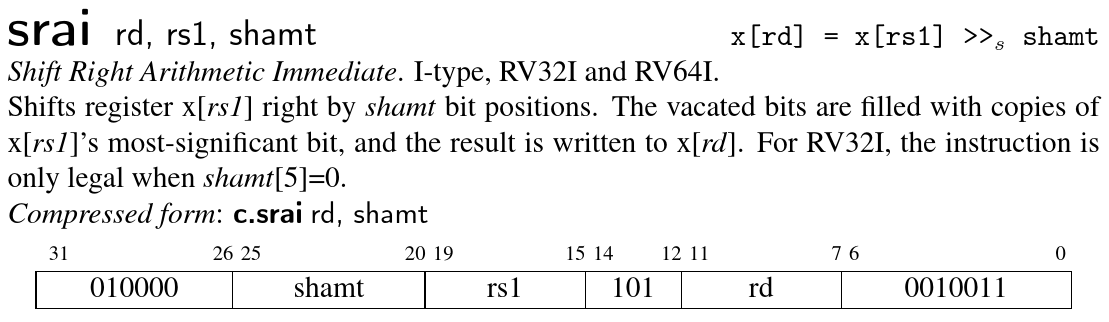 srai rd, rs1, shamt x[rd] = x[rs1] >>s shamt
Shift Right Arithmetic Immediate. I-type, RV32I and RV64I.
Shifts register x[rs1] right by shamt bit positions. The vacated bits are filled with copies of
x[rs1]'s most-significant bit, and the result is written to x[rd]. For RV32I, the instruction is
only legal when shamt[5]=0.
Compressed form: c.srai rd, shamt
31 26 25 20 19 15 14 12 11 7 6 0
010000 shamt rs1 101 rd 0010011